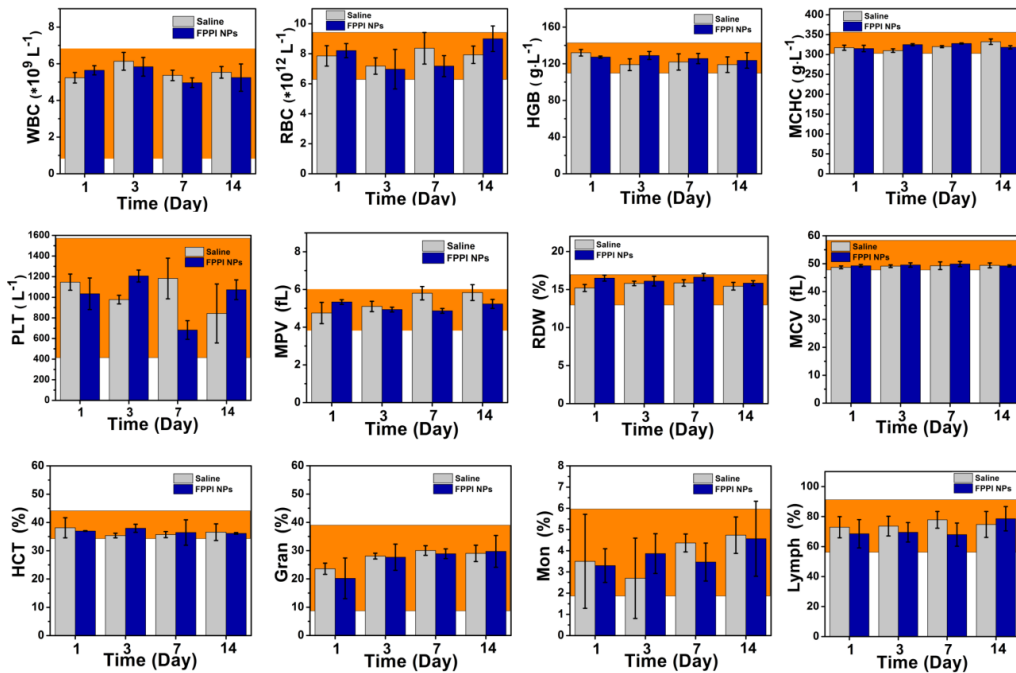 WBC (*10^9 L^-1)
8
6
4
2
0
Saline
FPPI NPs
1 3 7 14
Time (Day)
RBC (*10^12 L^-1)
10
8
6
4
2
0
Saline
FPPI NPs
1 3 7 14
Time (Day)
HGB (g·L^-1)
160
120
80
40
0
Saline
FPPI NPs
1 3 7 14
Time (Day)
MCHC (g·L^-1)
400
350
300
250
200
150
100
50
0
Saline
FPPI NPs
1 3 7 14
Time (Day)
PLT (L^-1)
1600
1400
1200
1000
800
600
400
200
0
Saline
FPPI NPs
1 3 7 14
Time (Day)
MPV (fL)
8
6
4
2
0
Saline
FPPI NPs
1 3 7 14
Time (Day)
RDW (%)
20
15
10
5
0
Saline
FPPI NPs
1 3 7 14
Time (Day)
MCV (fL)
60
50
40
30
20
10
0
Saline
FPPI NPs
1 3 7 14
Time (Day)
HCT (%)
60
50
40
30
20
10
0
Saline
FPPI NPs
1 3 7 14
Time (Day)
Gran (%)
60
50
40
30
20
10
0
Saline
FPPI NPs
1 3 7 14
Time (Day)
Mon (%)
8
7
6
5
4
3
2
1
0
Saline
FPPI NPs
1 3 7 14
Time (Day)
Lymph (%)
100
80
60
40
20
0
Saline
FPPI NPs
1 3 7 14
Time (Day)